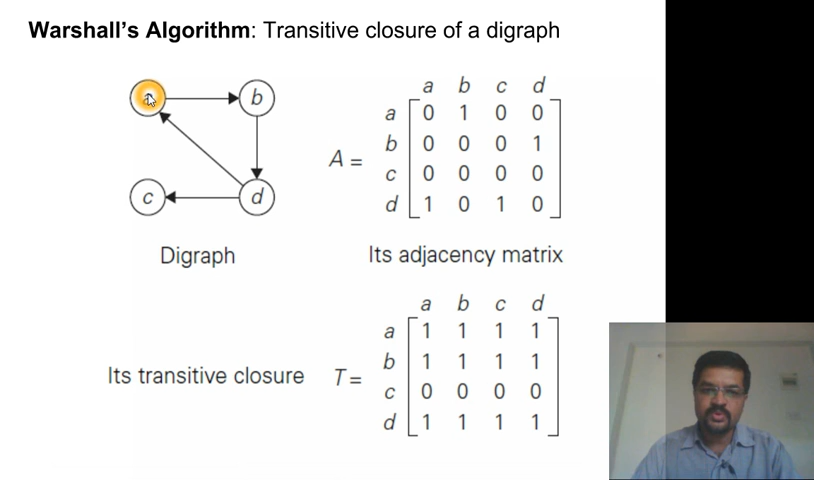 Warshall's Algorithm: Transitive closure of a digraph
a b
c d
Digraph
a b c d
a 0 1 0 0
b 0 0 0 1
A = c 0 0 0 0
d 1 0 1 0
Its adjacency matrix
a b c d
a 1 1 1 1
b 1 1 1 1
Its transitive closure T = c 0 0 0 0
d 1 1 1 1